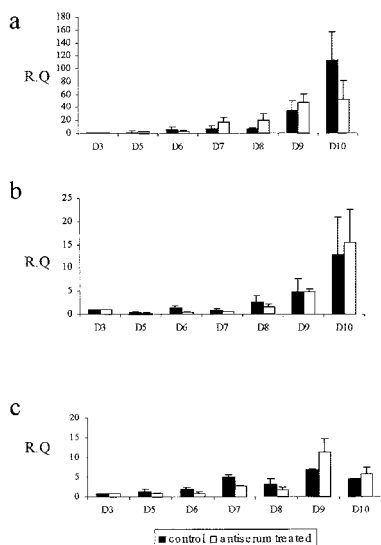 a
180
160
140
120
100
80
60
40
20
0
R.Q
D3 D5 D6 D7 D8 D9 D10
b
25
20
15
10
5
0
R.Q
D3 D5 D6 D7 D8 D9 D10
c
20
15
10
5
0
R.Q
D3 D5 D6 D7 D8 D9 D10
control antiserum treated